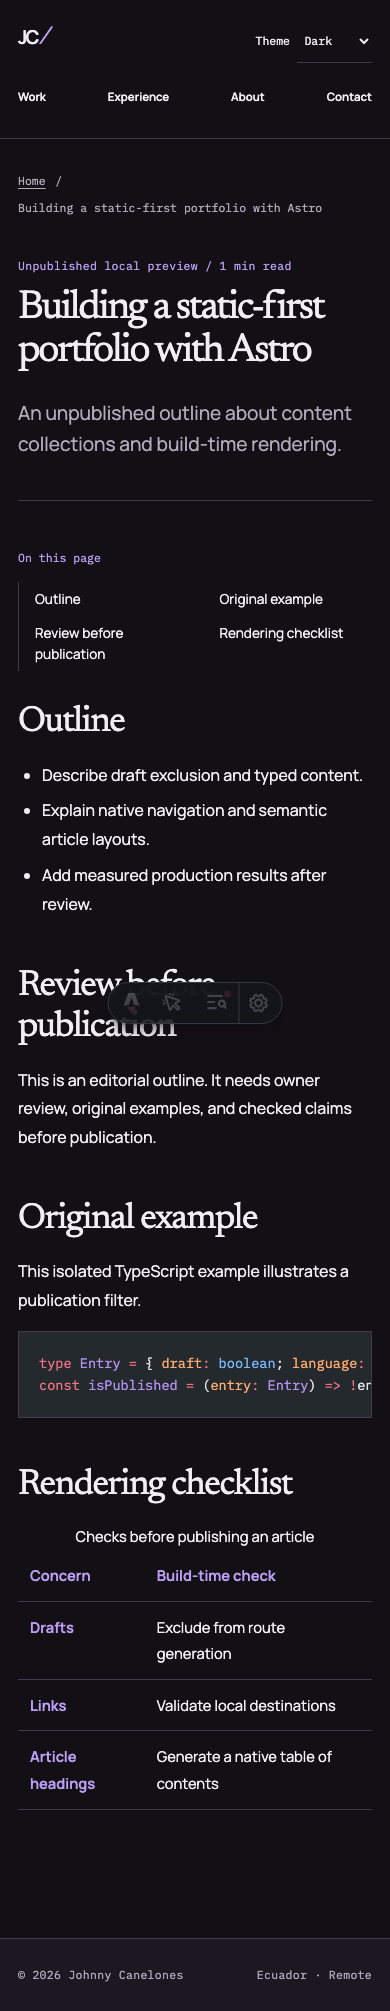 JC/
Theme Dark
Work Experience About Contact
Home /
Building a static-first portfolio with Astro
Unpublished local preview / 1 min read
Building a static-first
portfolio with Astro
An unpublished outline about content
collections and build-time rendering.
On this page
Outline Original example
Review before Rendering checklist
publication
Outline
• Describe draft exclusion and typed content.
• Explain native navigation and semantic
article layouts.
• Add measured production results after
review.
Review before
publication
This is an editorial outline. It needs owner
review, original examples, and checked claims
before publication.
Original example
This isolated TypeScript example illustrates a
publication filter.
type Entry = { draft: boolean; language:
const isPublished = (entry: Entry) => !en
Rendering checklist
Checks before publishing an article
Concern Build-time check
Drafts Exclude from route
generation
Links Validate local destinations
Article Generate a native table of
headings contents
© 2026 Johnny Canelones Ecuador · Remote